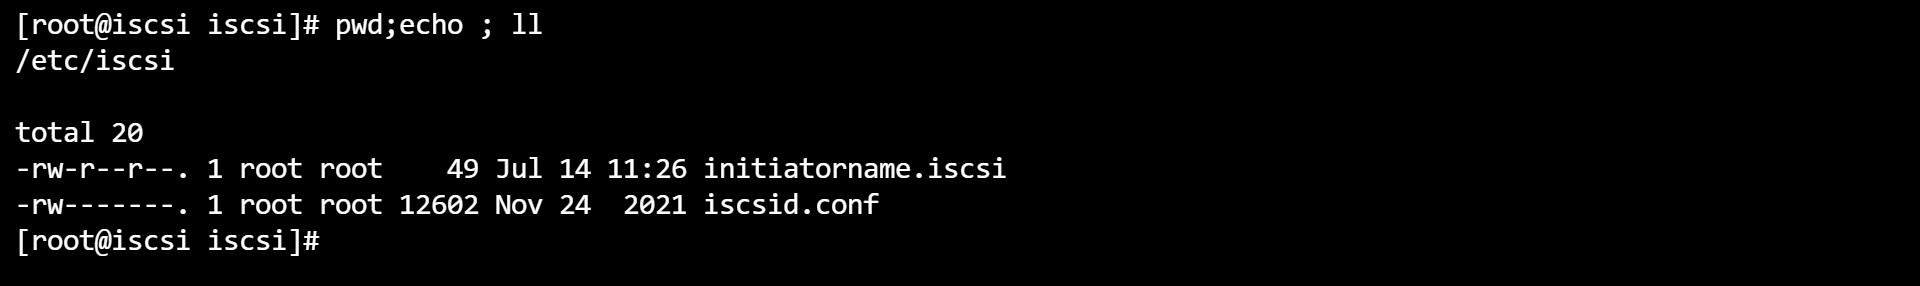 [root@iscsi iscsi]# pwd;echo ; ll
/etc/iscsi

total 20
-rw-r--r--. 1 root root    49 Jul 14 11:26 initiatorname.iscsi
-rw-------. 1 root root 12602 Nov 24  2021 iscsid.conf
[root@iscsi iscsi]#